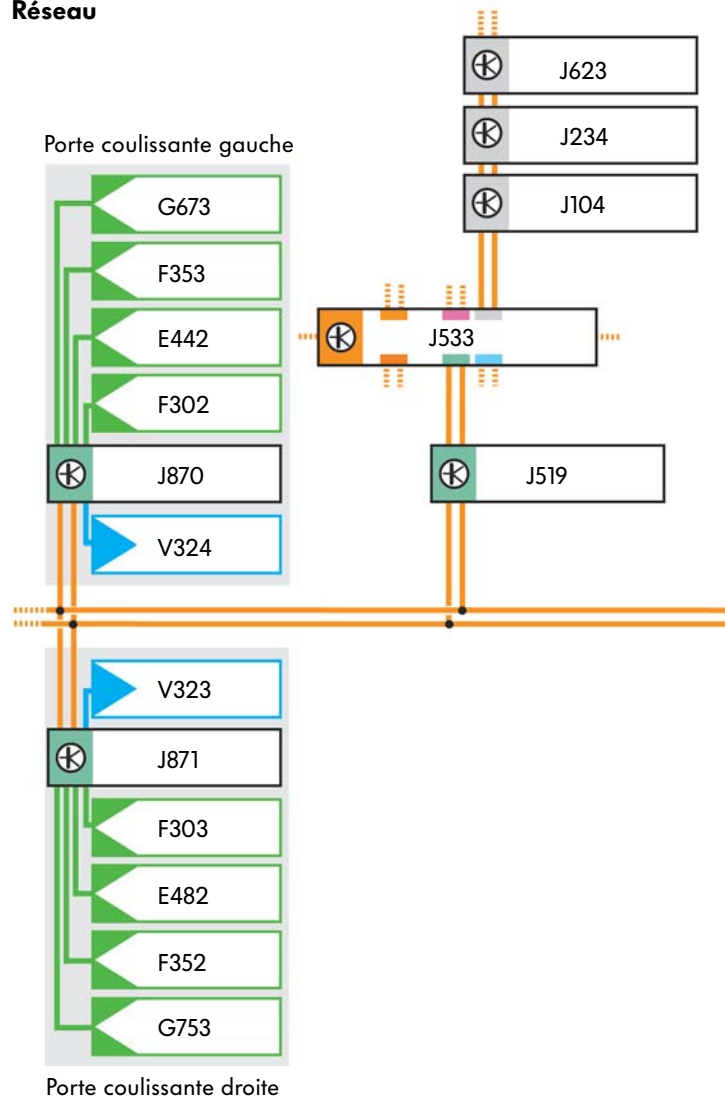 Réseau
J623
J234
J104
J533
J519
Porte coulissante gauche
G673
F353
E442
F302
J870
V324
V323
J871
F303
E482
F352
G753
Porte coulissante droite